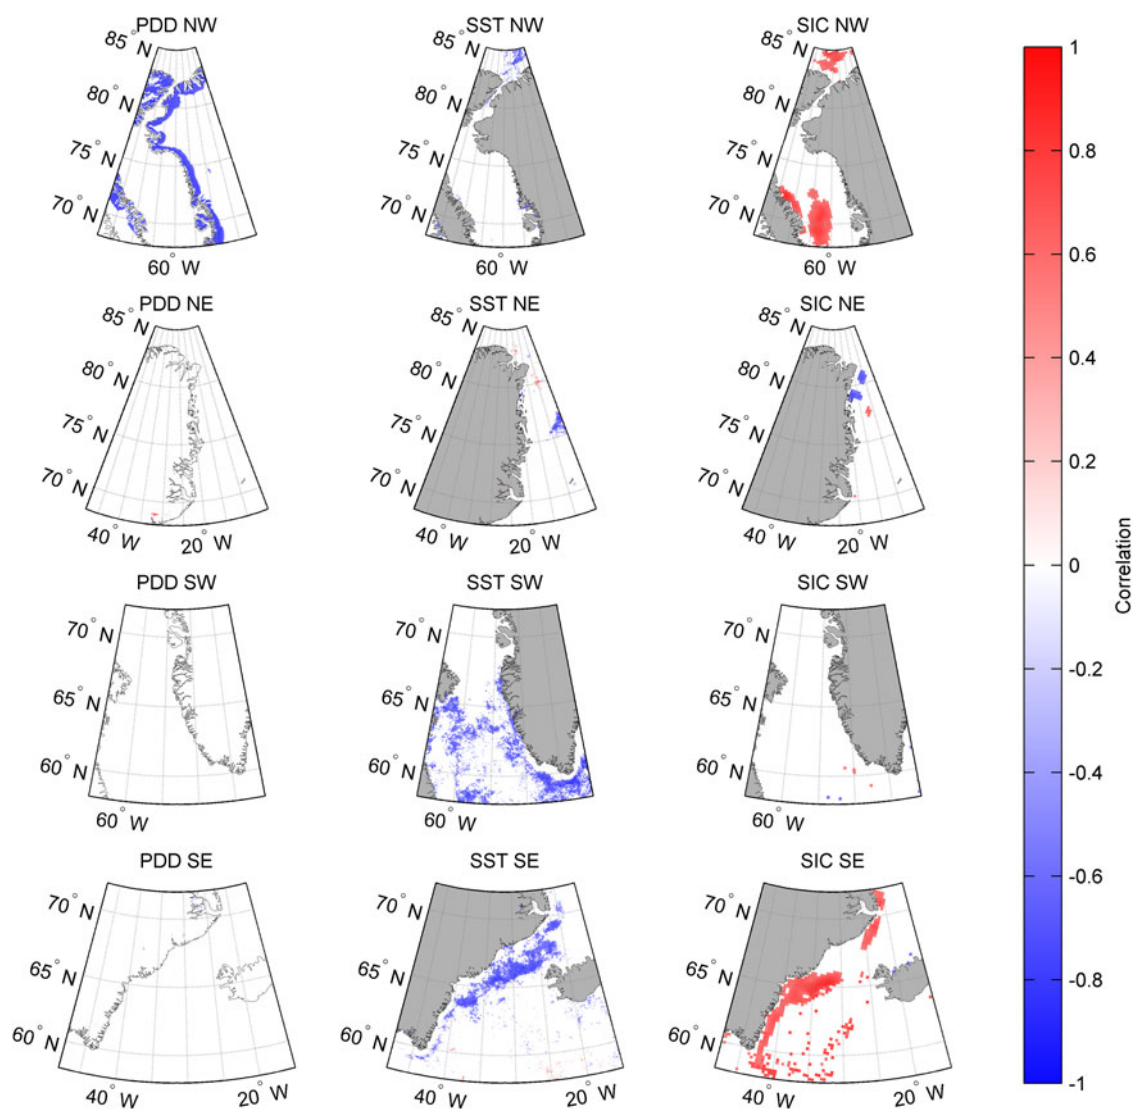 PDD NW
SST NW
SIC NW
85° N
80° N
75° N
70° N
60° W
85° N
80° N
75° N
70° N
60° W
85° N
80° N
75° N
70° N
60° W
PDD NE
SST NE
SIC NE
85° N
80° N
75° N
70° N
40° W
20° W
85° N
80° N
75° N
70° N
40° W
20° W
85° N
80° N
75° N
70° N
40° W
20° W
PDD SW
SST SW
SIC SW
70° N
65° N
60° N
60° W
70° N
65° N
60° N
60° W
70° N
65° N
60° N
60° W
PDD SE
SST SE
SIC SE
70° N
65° N
60° N
40° W
20° W
70° N
65° N
60° N
40° W
20° W
70° N
65° N
60° N
40° W
20° W
1
0.8
0.6
0.4
0.2
0
-0.2
-0.4
-0.6
-0.8
-1
Correlation